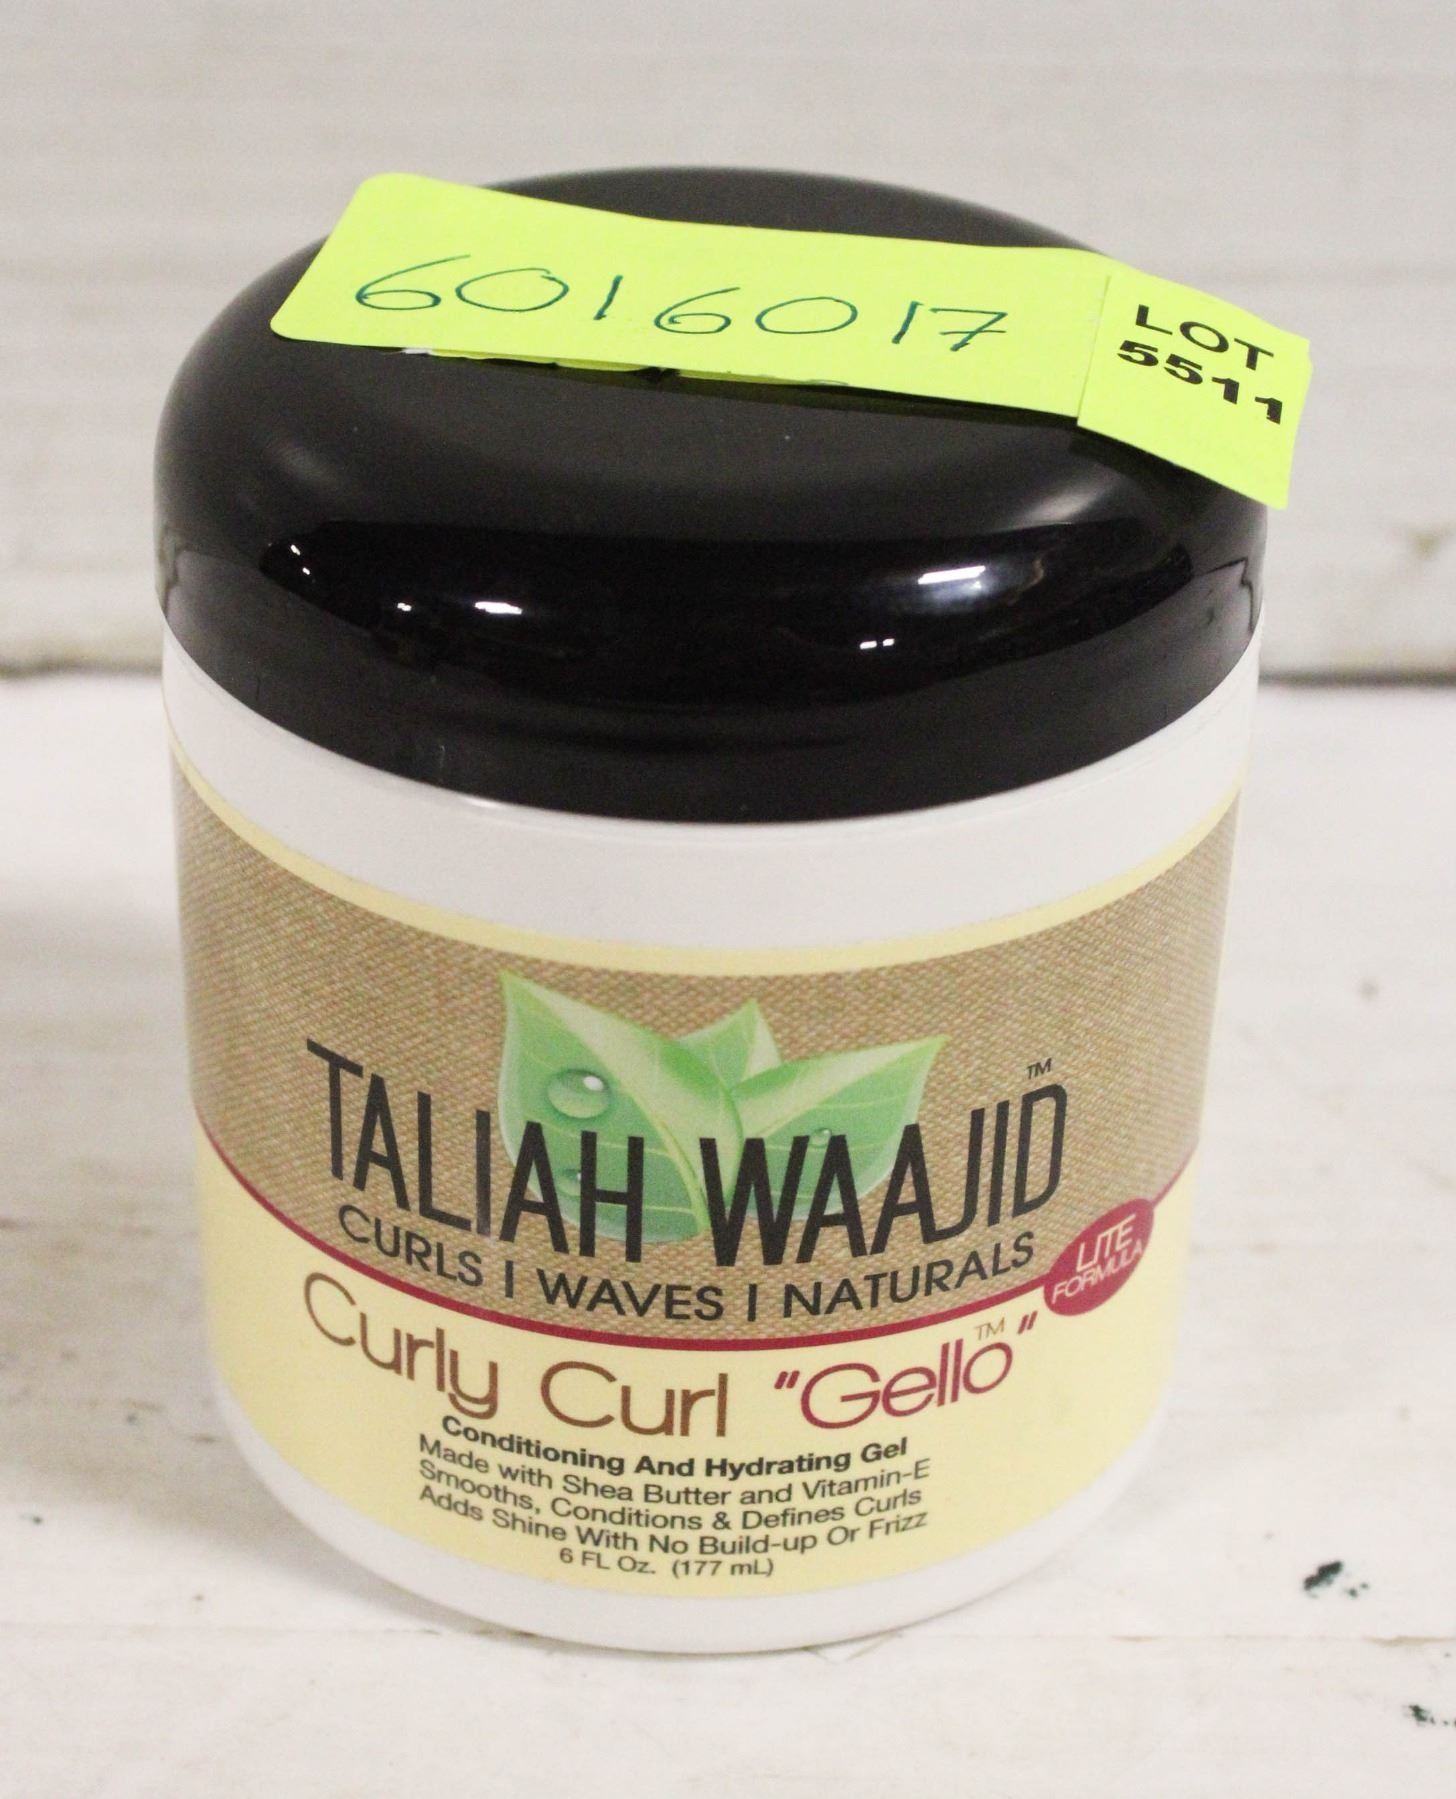 6016017
LOT
5511
TALIAH WAAJID™
CURLS | WAVES | NATURALS
LITE
FORMULA
Curly Curl "Gello™"
Conditioning And Hydrating Gel
Made with Shea Butter and Vitamin-E
Smooths, Conditions & Defines Curls
Adds Shine With No Build-up Or Frizz
6 FL Oz. (177 mL)